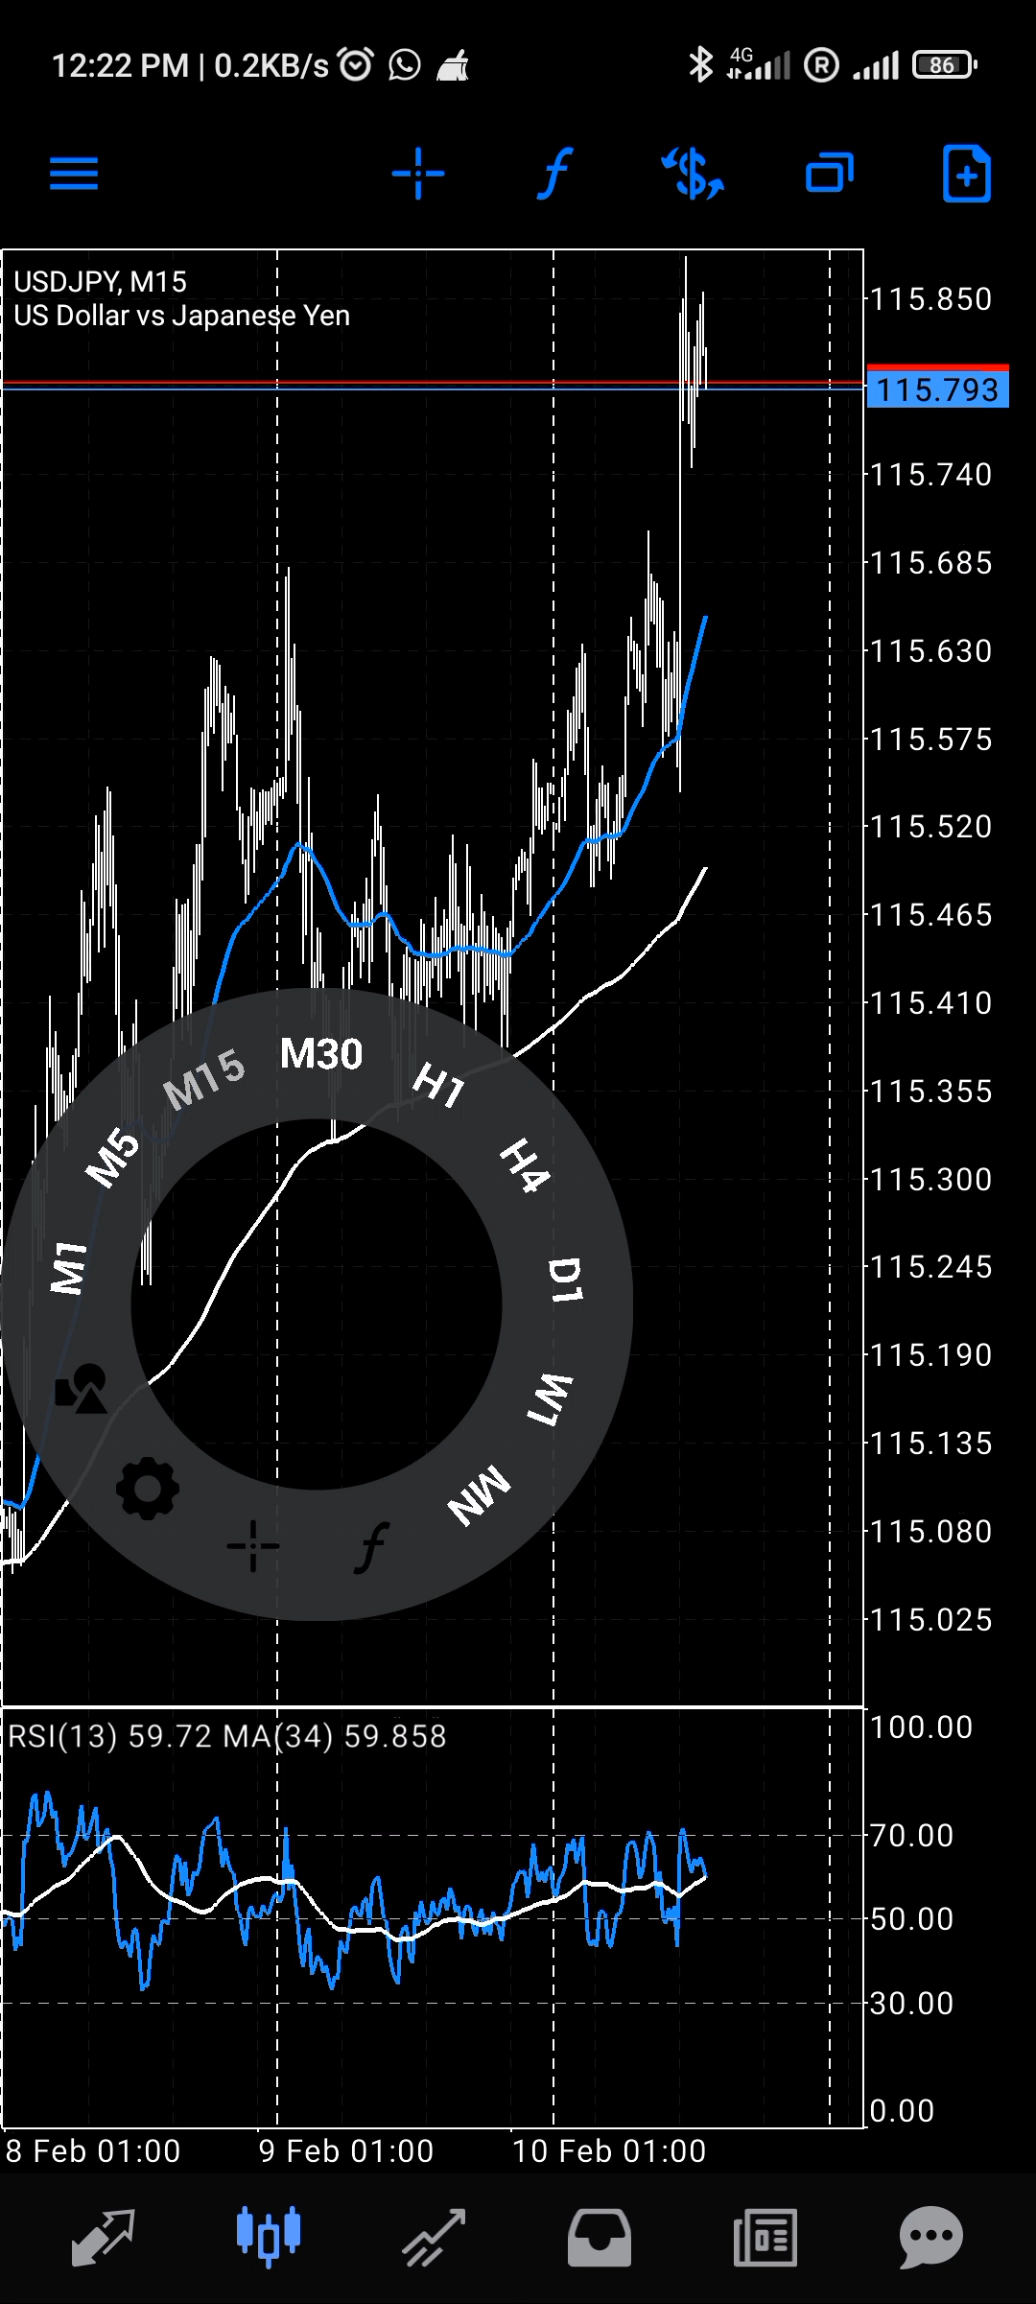 12:22 PM | 0.2KB/s
4G
R
86
USDJPY, M15
US Dollar vs Japanese Yen
115.850
115.793
115.740
115.685
115.630
115.575
115.520
115.465
115.410
115.355
115.300
115.245
115.190
115.135
115.080
115.025
M1
M5
M15
M30
H1
H4
D1
W1
MN
RSI(13) 59.72 MA(34) 59.858
100.00
70.00
50.00
30.00
0.00
8 Feb 01:00
9 Feb 01:00
10 Feb 01:00